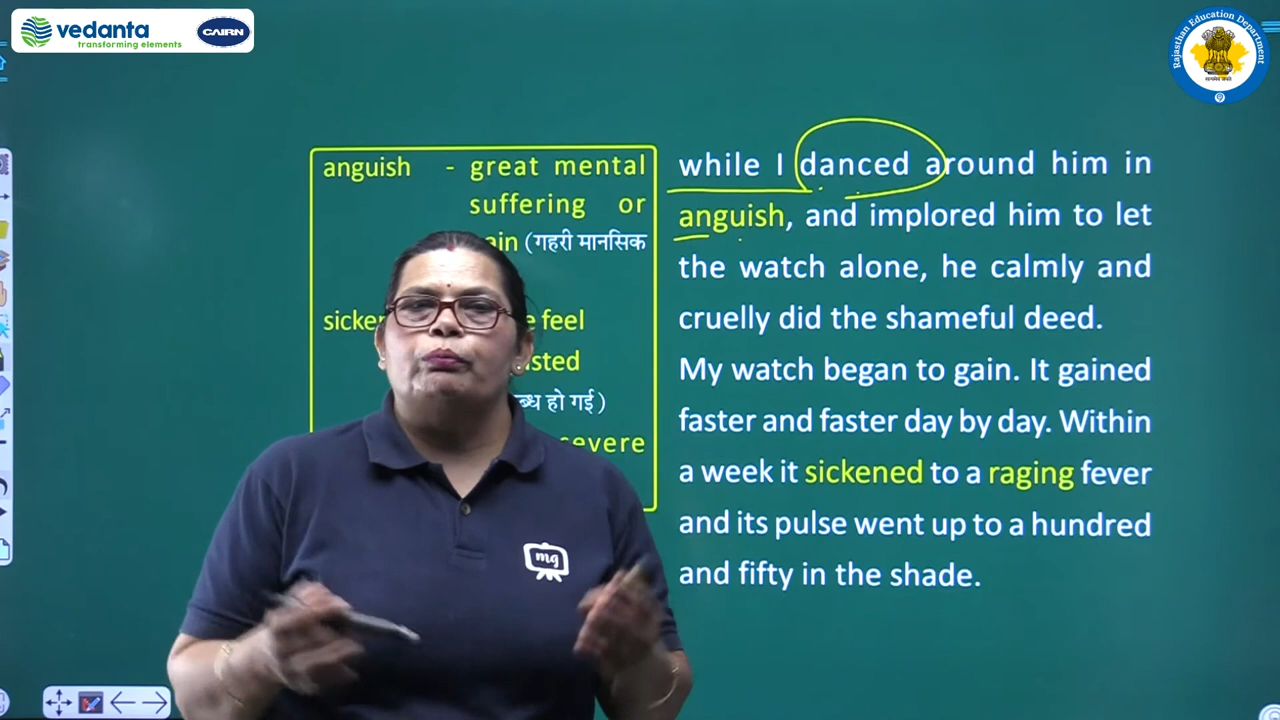 vedanta
transforming elements
CAIRN
Rajasthan Education Department
anguish - great mental
suffering or
(गहरी मानसिक
feel
हो गई )
severe
while I danced around him in
anguish, and implored him to let
the watch alone, he calmly and
cruelly did the shameful deed.
My watch began to gain. It gained
faster and faster day by day. Within
a week it sickened to a raging fever
and its pulse went up to a hundred
and fifty in the shade.
mg